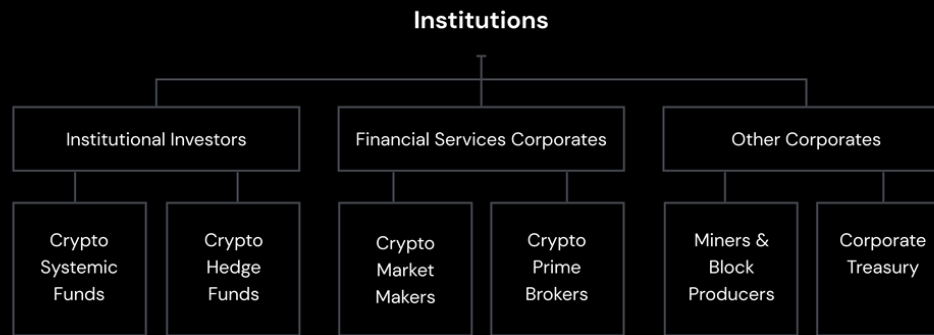 Institutions
Institutional Investors
Financial Services Corporates
Other Corporates
Crypto
Systemic
Funds
Crypto
Hedge
Funds
Crypto
Market
Makers
Crypto
Prime
Brokers
Miners &
Block
Producers
Corporate
Treasury